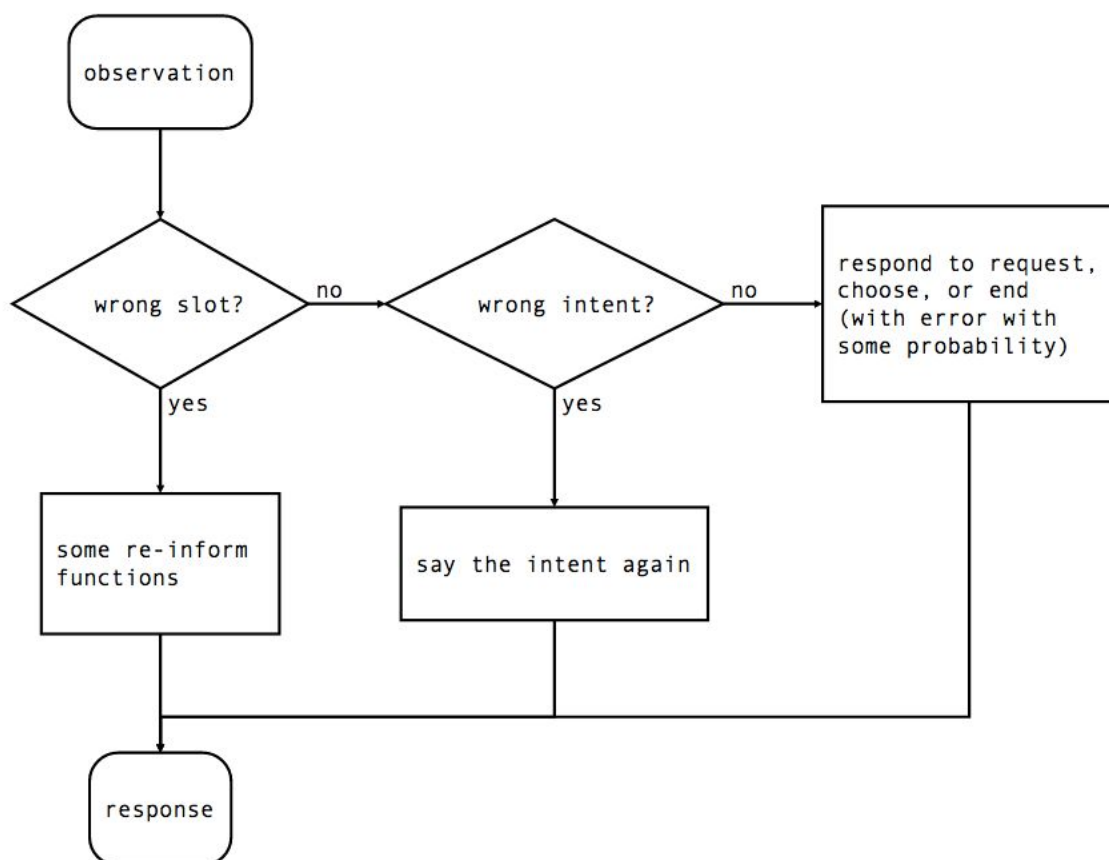 observation
wrong slot?
no
wrong intent?
no
respond to request,
choose, or end
(with error with
some probability)
yes
yes
some re-inform
functions
say the intent again
response